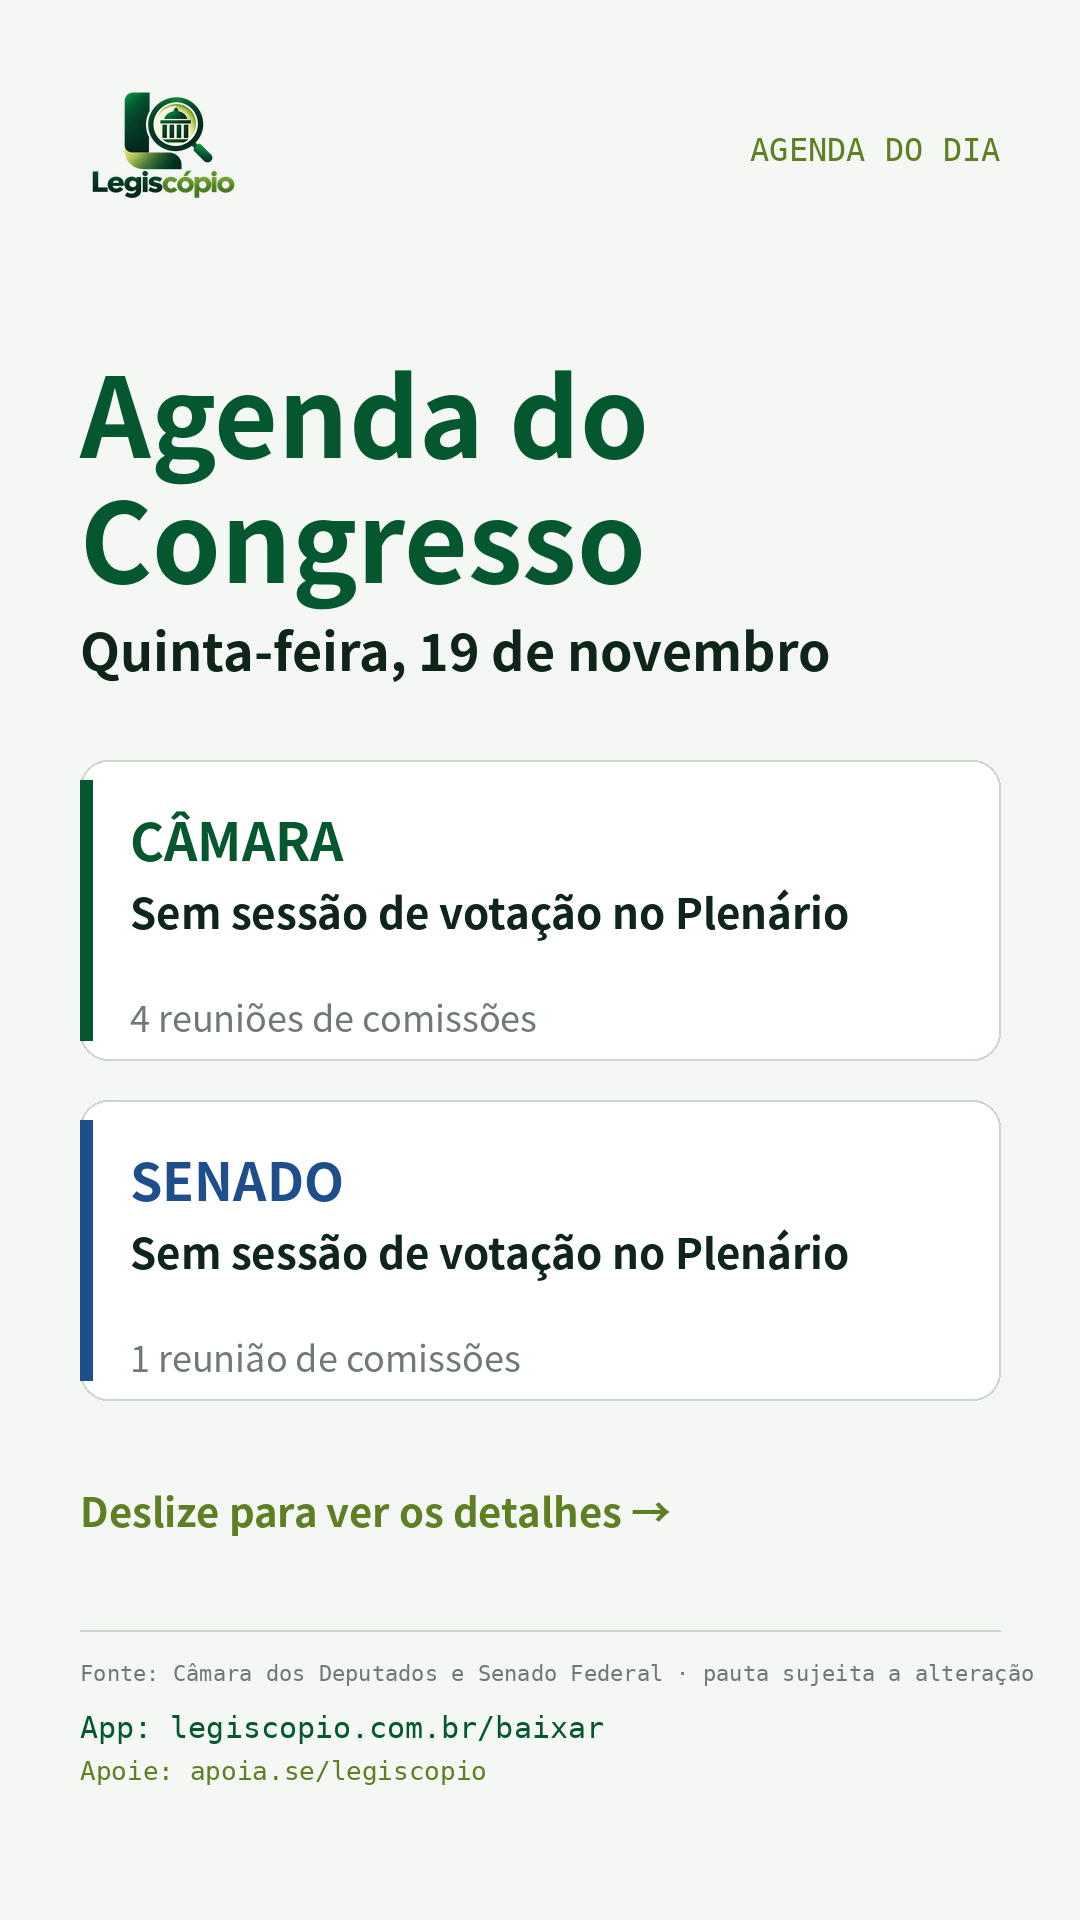 Legiscópio
AGENDA DO DIA
Agenda do
Congresso
Quinta-feira, 19 de novembro
CÂMARA
Sem sessão de votação no Plenário
4 reuniões de comissões
SENADO
Sem sessão de votação no Plenário
1 reunião de comissões
Deslize para ver os detalhes →
Fonte: Câmara dos Deputados e Senado Federal · pauta sujeita a alteração
App: legiscopio.com.br/baixar
Apoie: apoia.se/legiscopio